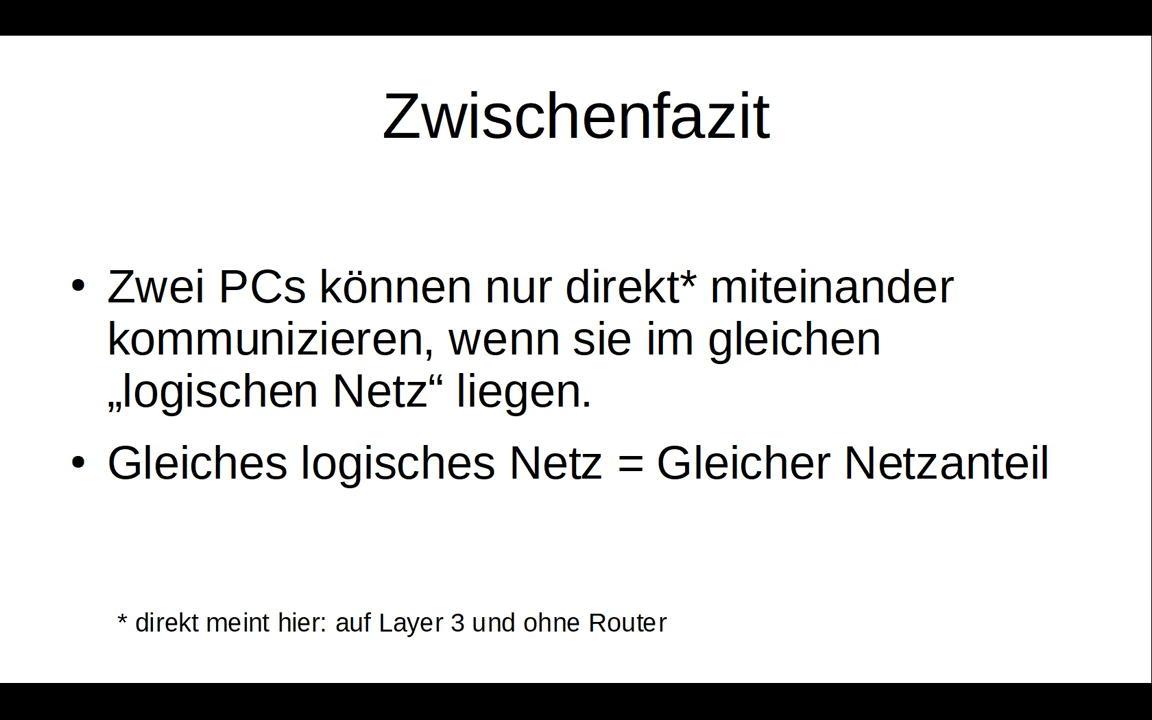 Zwischenfazit
• Zwei PCs können nur direkt* miteinander
kommunizieren, wenn sie im gleichen
„logischen Netz“ liegen.
• Gleiches logisches Netz = Gleicher Netzanteil
* direkt meint hier: auf Layer 3 und ohne Router